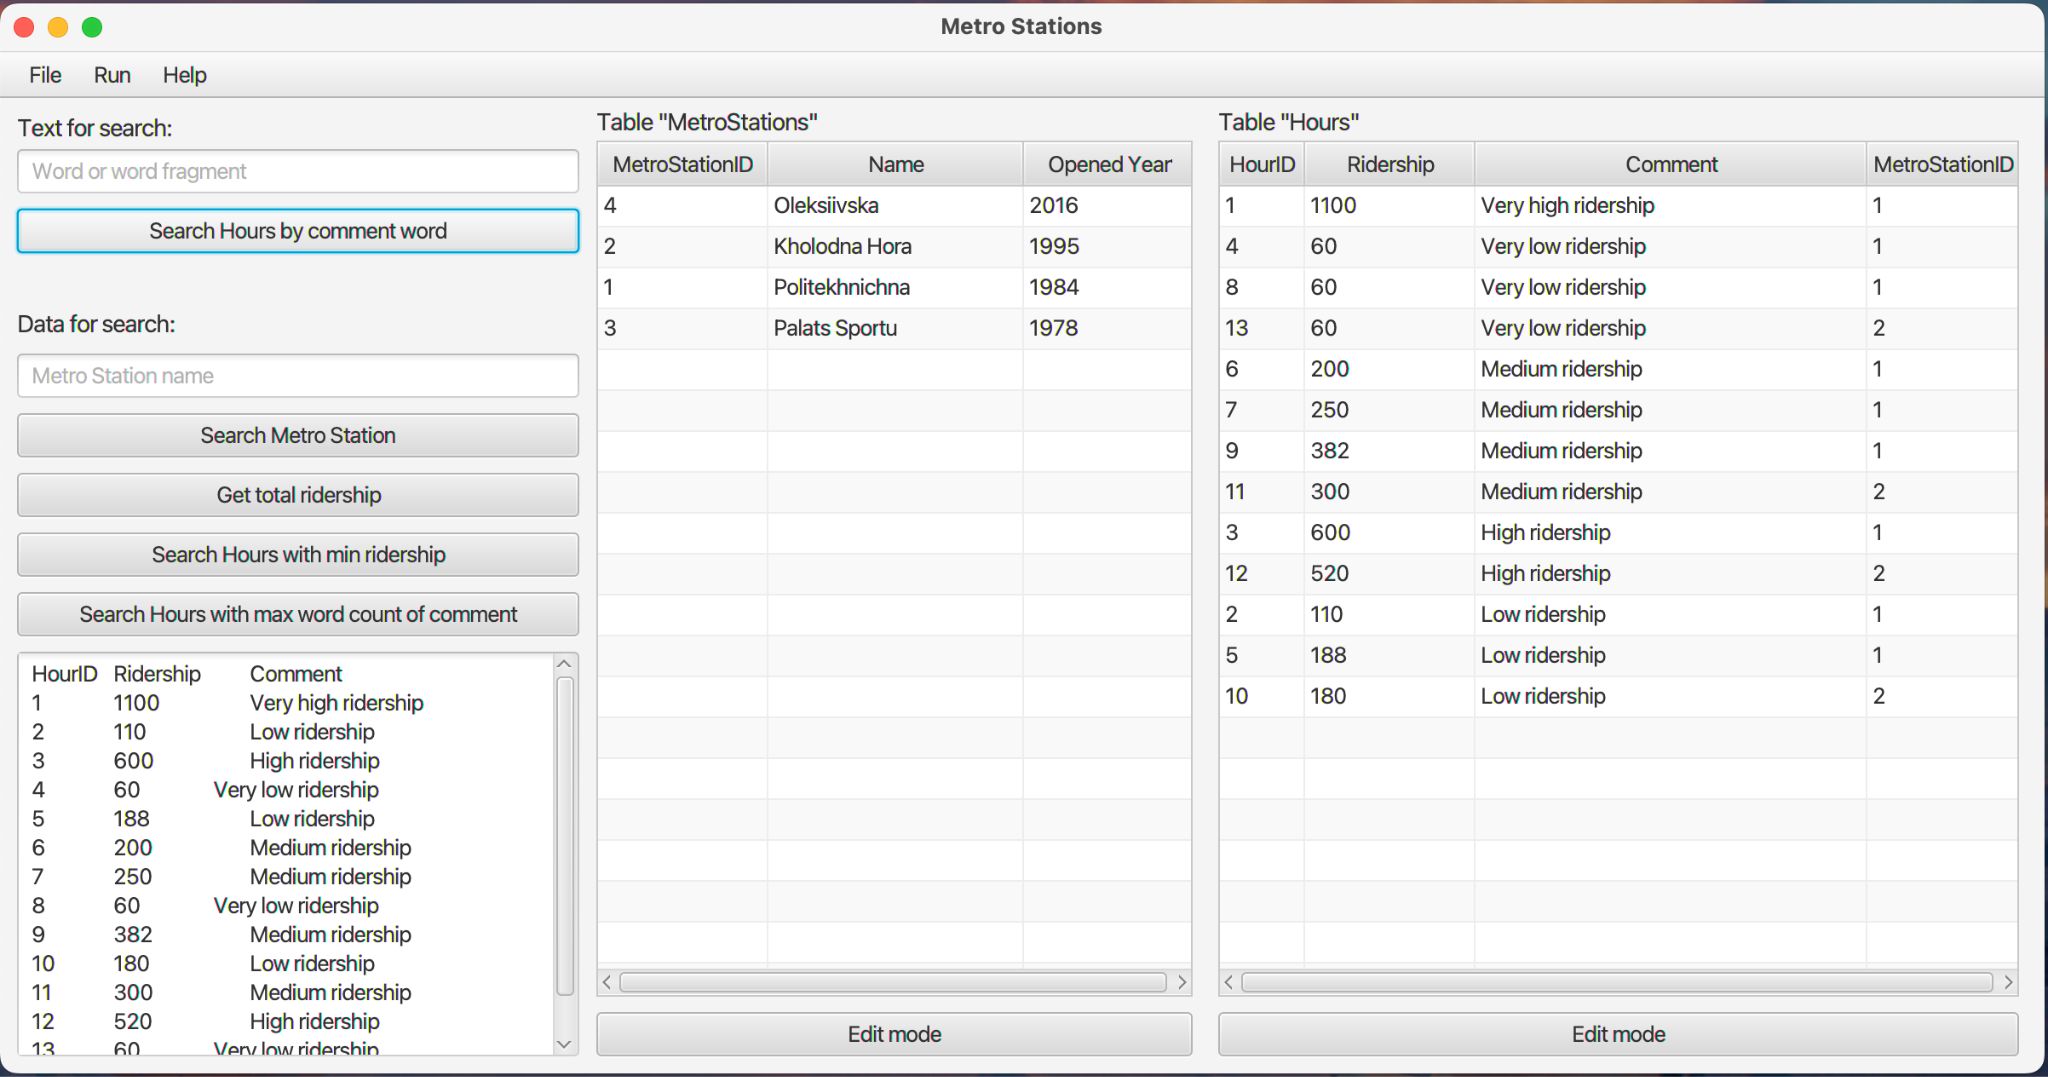 Metro Stations
File Run Help
Text for search:
Word or word fragment
Search Hours by comment word
Data for search:
Metro Station name
Search Metro Station
Get total ridership
Search Hours with min ridership
Search Hours with max word count of comment
HourID Ridership Comment
1 1100 Very high ridership
2 110 Low ridership
3 600 High ridership
4 60 Very low ridership
5 188 Low ridership
6 200 Medium ridership
7 250 Medium ridership
8 60 Very low ridership
9 382 Medium ridership
10 180 Low ridership
11 300 Medium ridership
12 520 High ridership
13 60 Very low ridership
Table "MetroStations"
MetroStationID Name Opened Year
4 Oleksiivska 2016
2 Kholodna Hora 1995
1 Politekhnichna 1984
3 Palats Sportu 1978
Edit mode
Table "Hours"
HourID Ridership Comment MetroStationID
1 1100 Very high ridership 1
4 60 Very low ridership 1
8 60 Very low ridership 1
13 60 Very low ridership 2
6 200 Medium ridership 1
7 250 Medium ridership 1
9 382 Medium ridership 1
11 300 Medium ridership 2
3 600 High ridership 1
12 520 High ridership 2
2 110 Low ridership 1
5 188 Low ridership 1
10 180 Low ridership 2
Edit mode